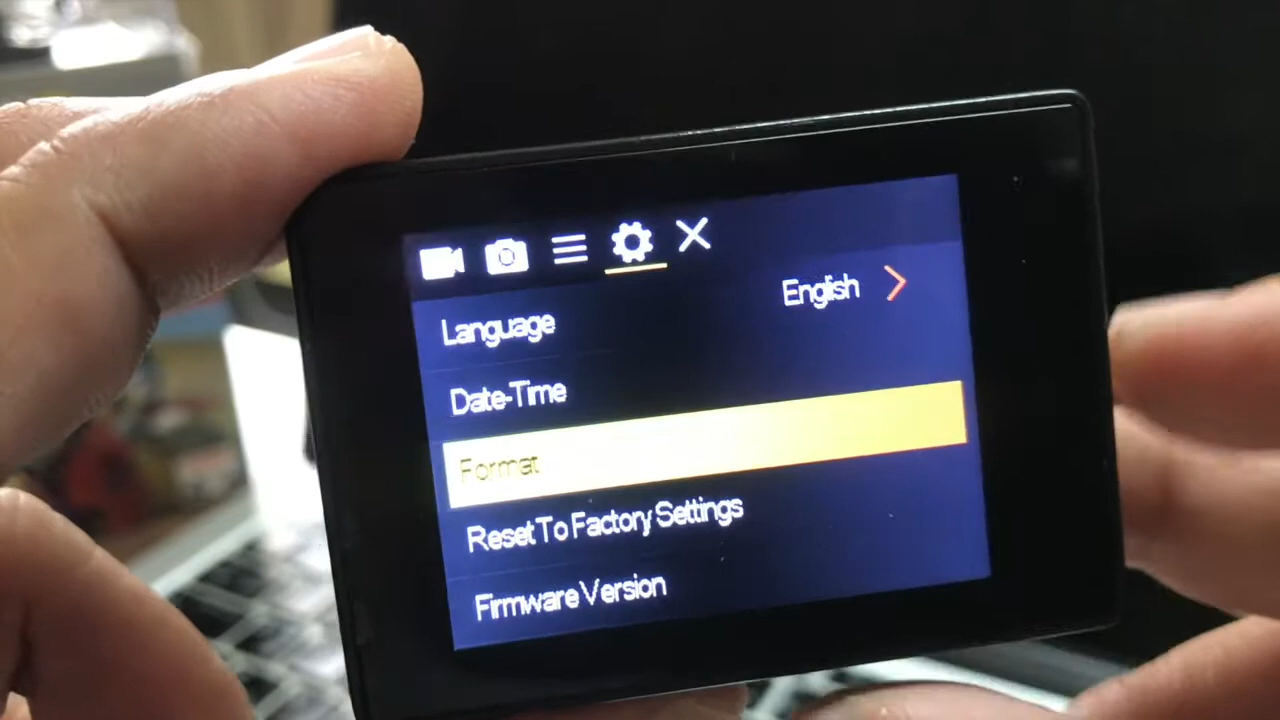 Language English
Date-Time
Format
Reset To Factory Settings
Firmware Version